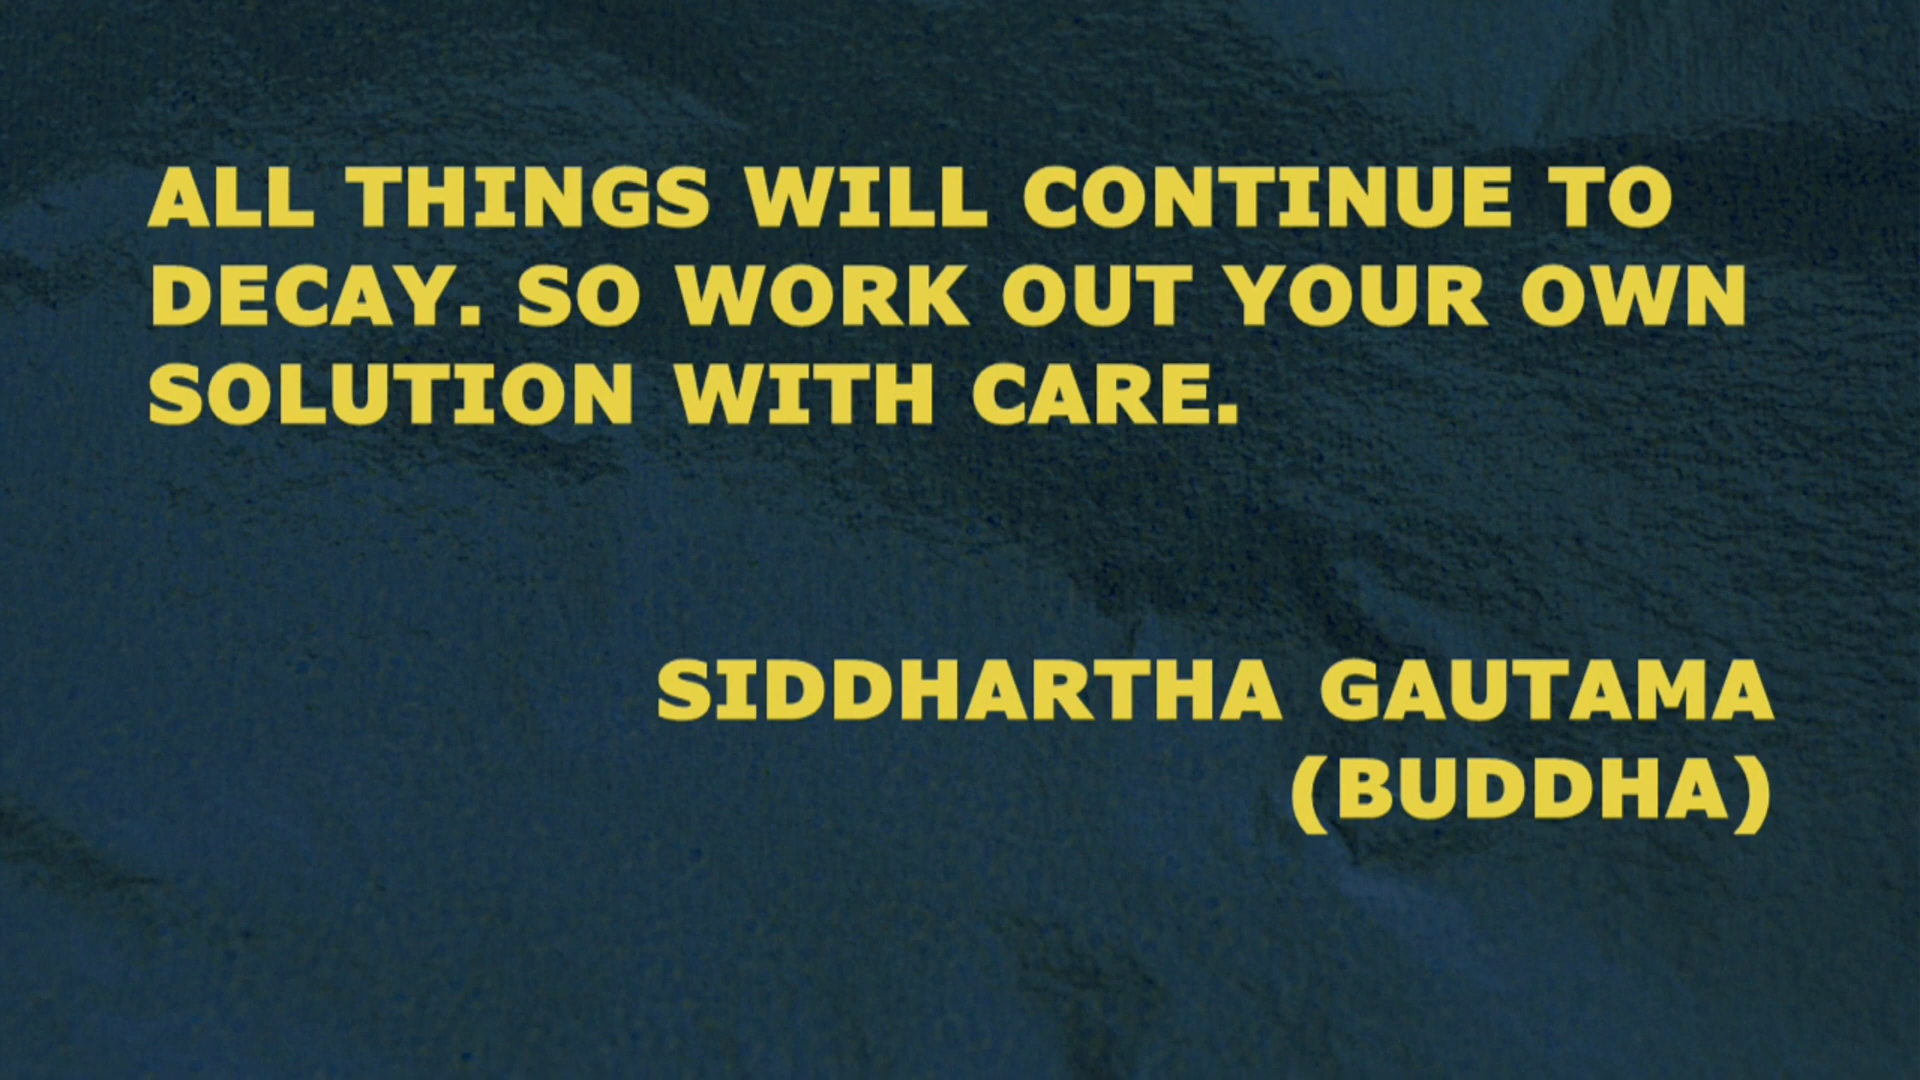 ALL THINGS WILL CONTINUE TO
DECAY. SO WORK OUT YOUR OWN
SOLUTION WITH CARE.
SIDDHARTHA GAUTAMA
(BUDDHA)